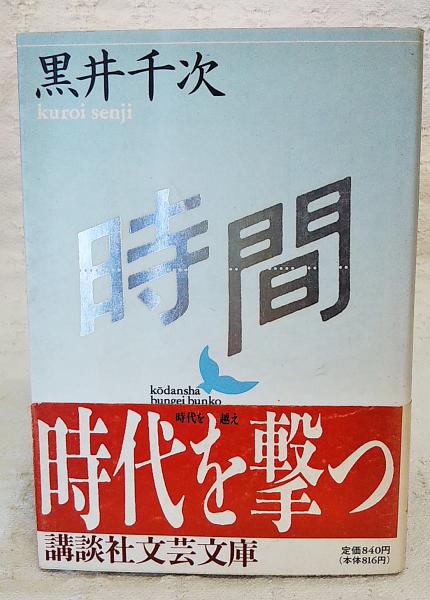 黒井千次
kuroi senji
時間
kōdansha
bungei bunko
時代を 越え
時代を撃つ
講談社文芸文庫
定価840円
(本体816円)